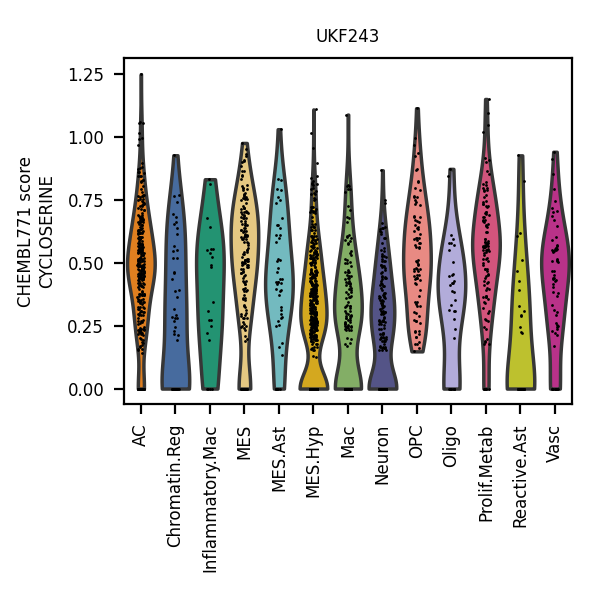 UKF243
CHEMBL771 score
CYCLOSERINE
1.25
1.00
0.75
0.50
0.25
0.00
AC
Chromatin.Reg
Inflammatory.Mac
MES
MES.Ast
MES.Hyp
Mac
Neuron
OPC
Oligo
Prolif.Metab
Reactive.Ast
Vasc